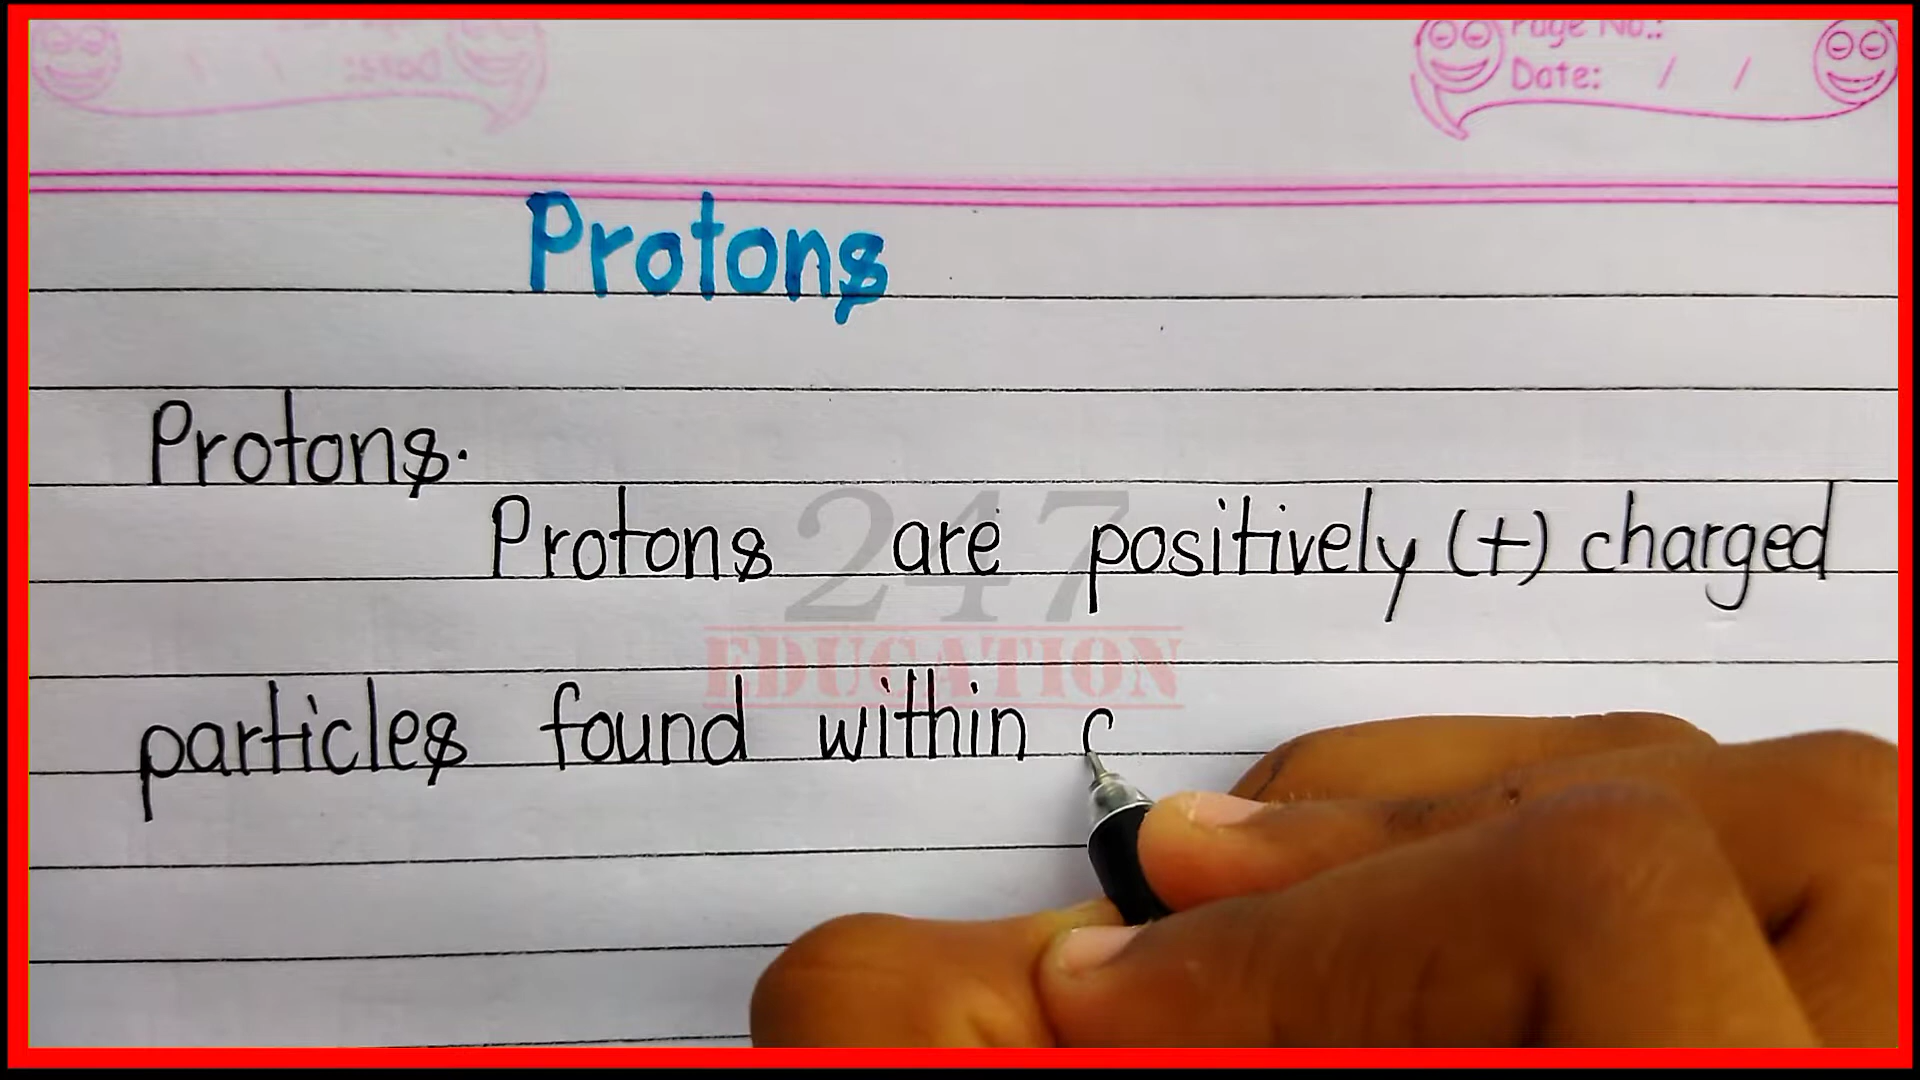 Page No.:
Date: / /
Protons
Protons.
Protons are positively (+) charged
particles found within
247
EDUCATION